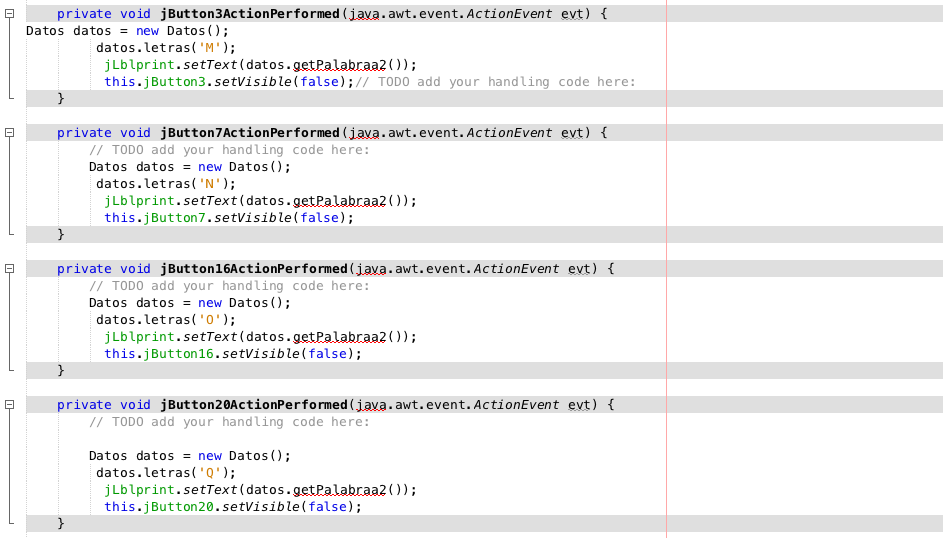 private void jButton3ActionPerformed(java.awt.event.ActionEvent evt) {
Datos datos = new Datos();
datos.letras('M');
jLblprint.setText(datos.getPalabraa2());
this.jButton3.setVisible(false);// TODO add your handling code here:
}
private void jButton7ActionPerformed(java.awt.event.ActionEvent evt) {
// TODO add your handling code here:
Datos datos = new Datos();
datos.letras('N');
jLblprint.setText(datos.getPalabraa2());
this.jButton7.setVisible(false);
}
private void jButton16ActionPerformed(java.awt.event.ActionEvent evt) {
// TODO add your handling code here:
Datos datos = new Datos();
datos.letras('O');
jLblprint.setText(datos.getPalabraa2());
this.jButton16.setVisible(false);
}
private void jButton20ActionPerformed(java.awt.event.ActionEvent evt) {
// TODO add your handling code here:
Datos datos = new Datos();
datos.letras('Q');
jLblprint.setText(datos.getPalabraa2());
this.jButton20.setVisible(false);
}